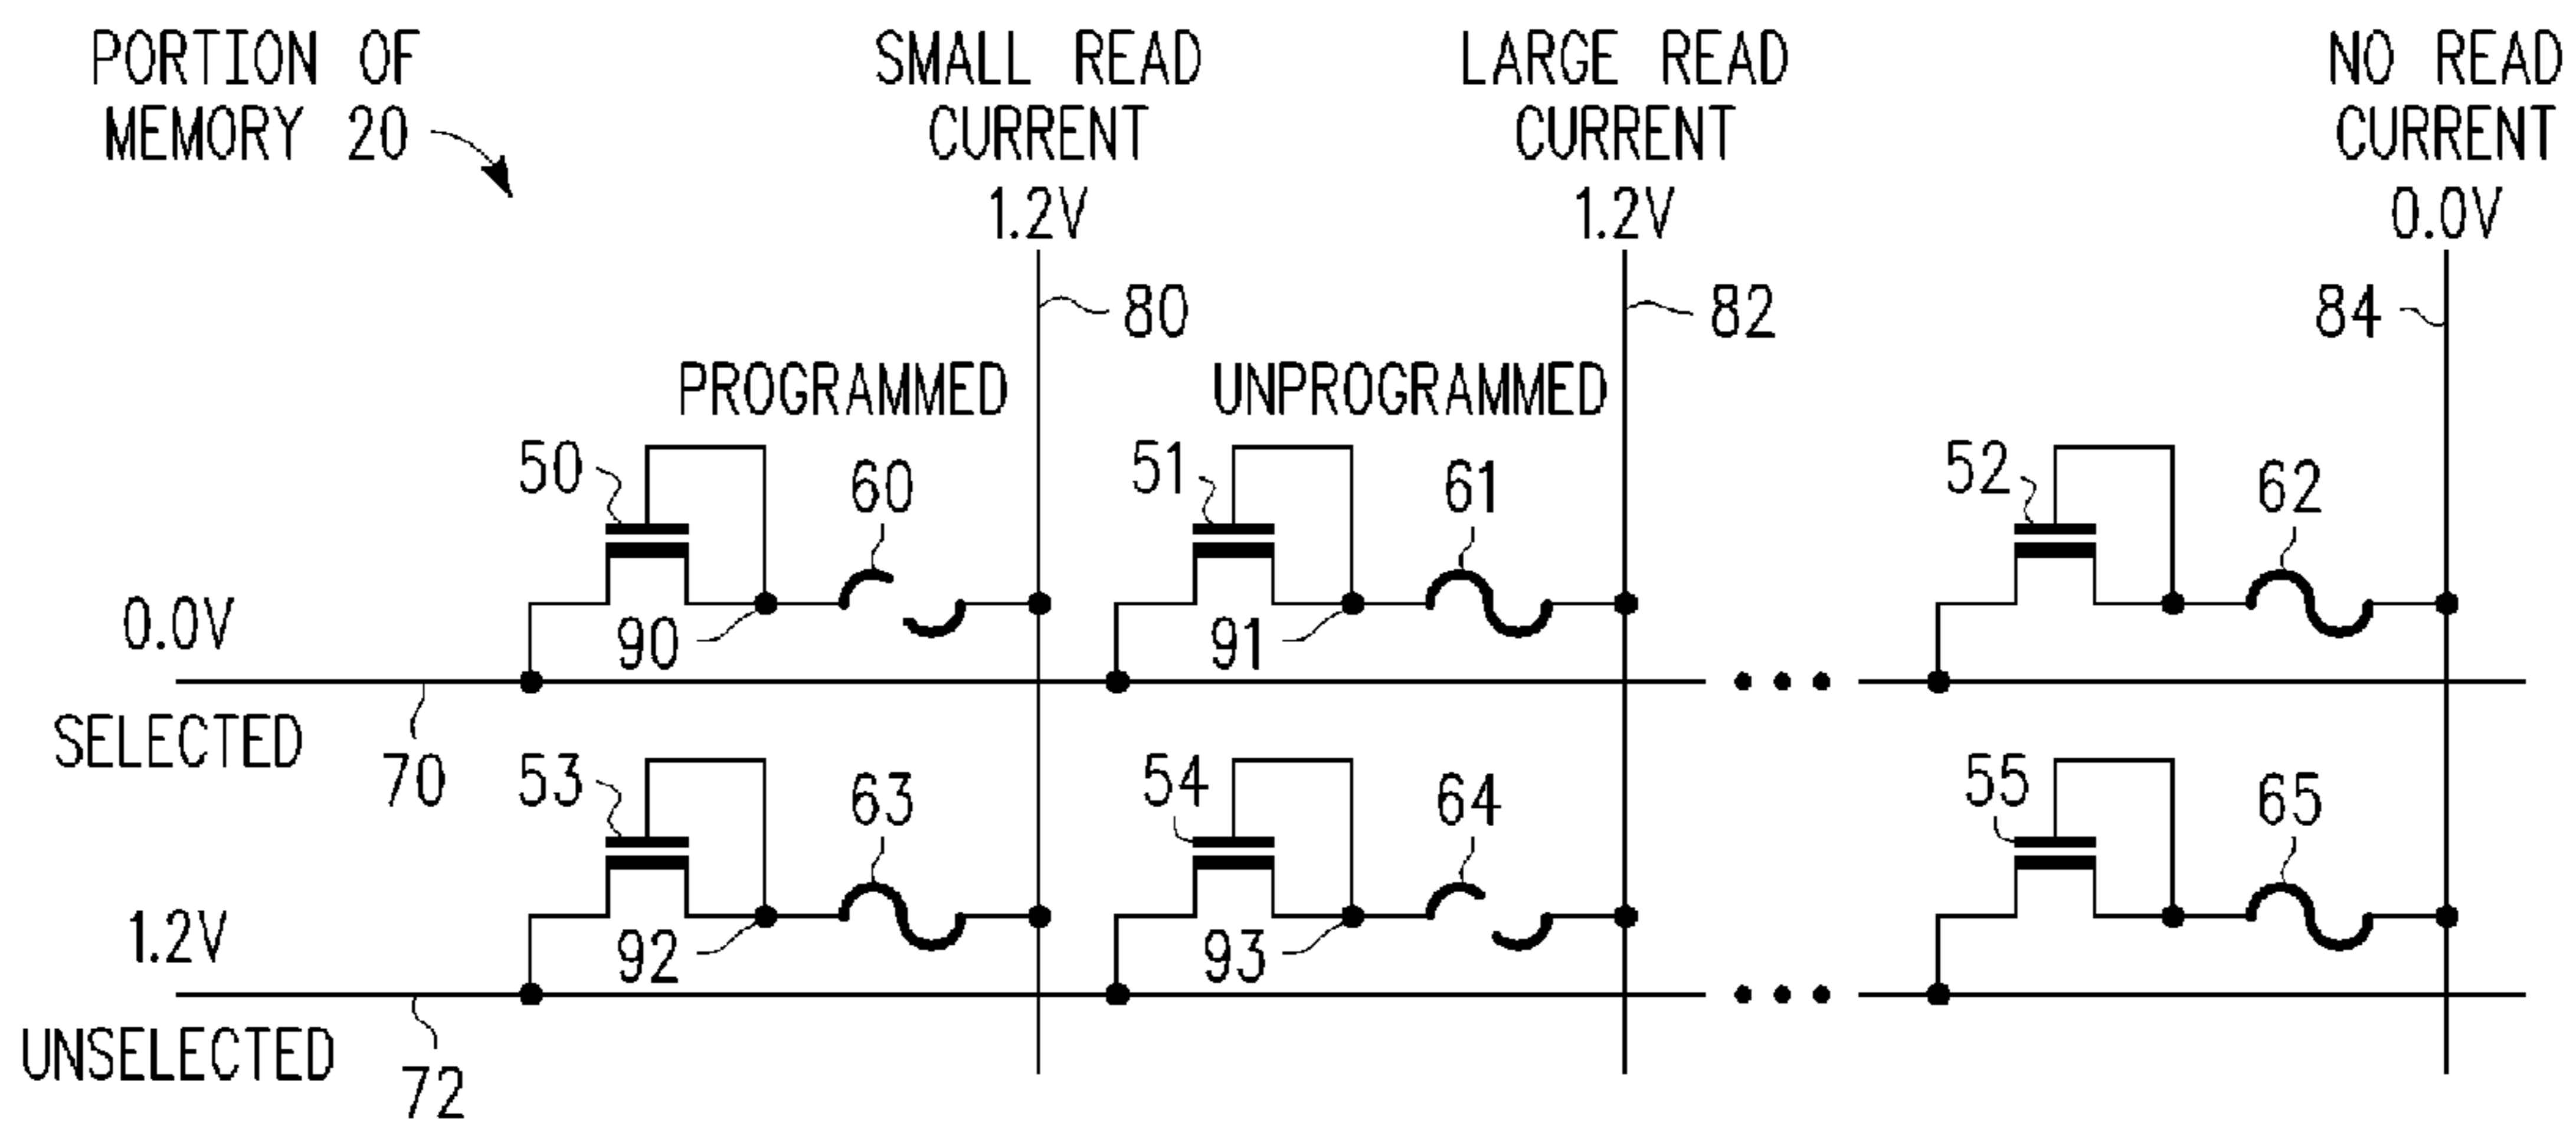 PORTION OF
MEMORY 20
SMALL READ
CURRENT
1.2V
LARGE READ
CURRENT
1.2V
NO READ
CURRENT
0.0V
80
82
84
PROGRAMMED
UNPROGRAMMED
50
60
51
61
52
62
0.0V
90
91
SELECTED
70
53
63
54
64
55
65
1.2V
92
93
UNSELECTED
72